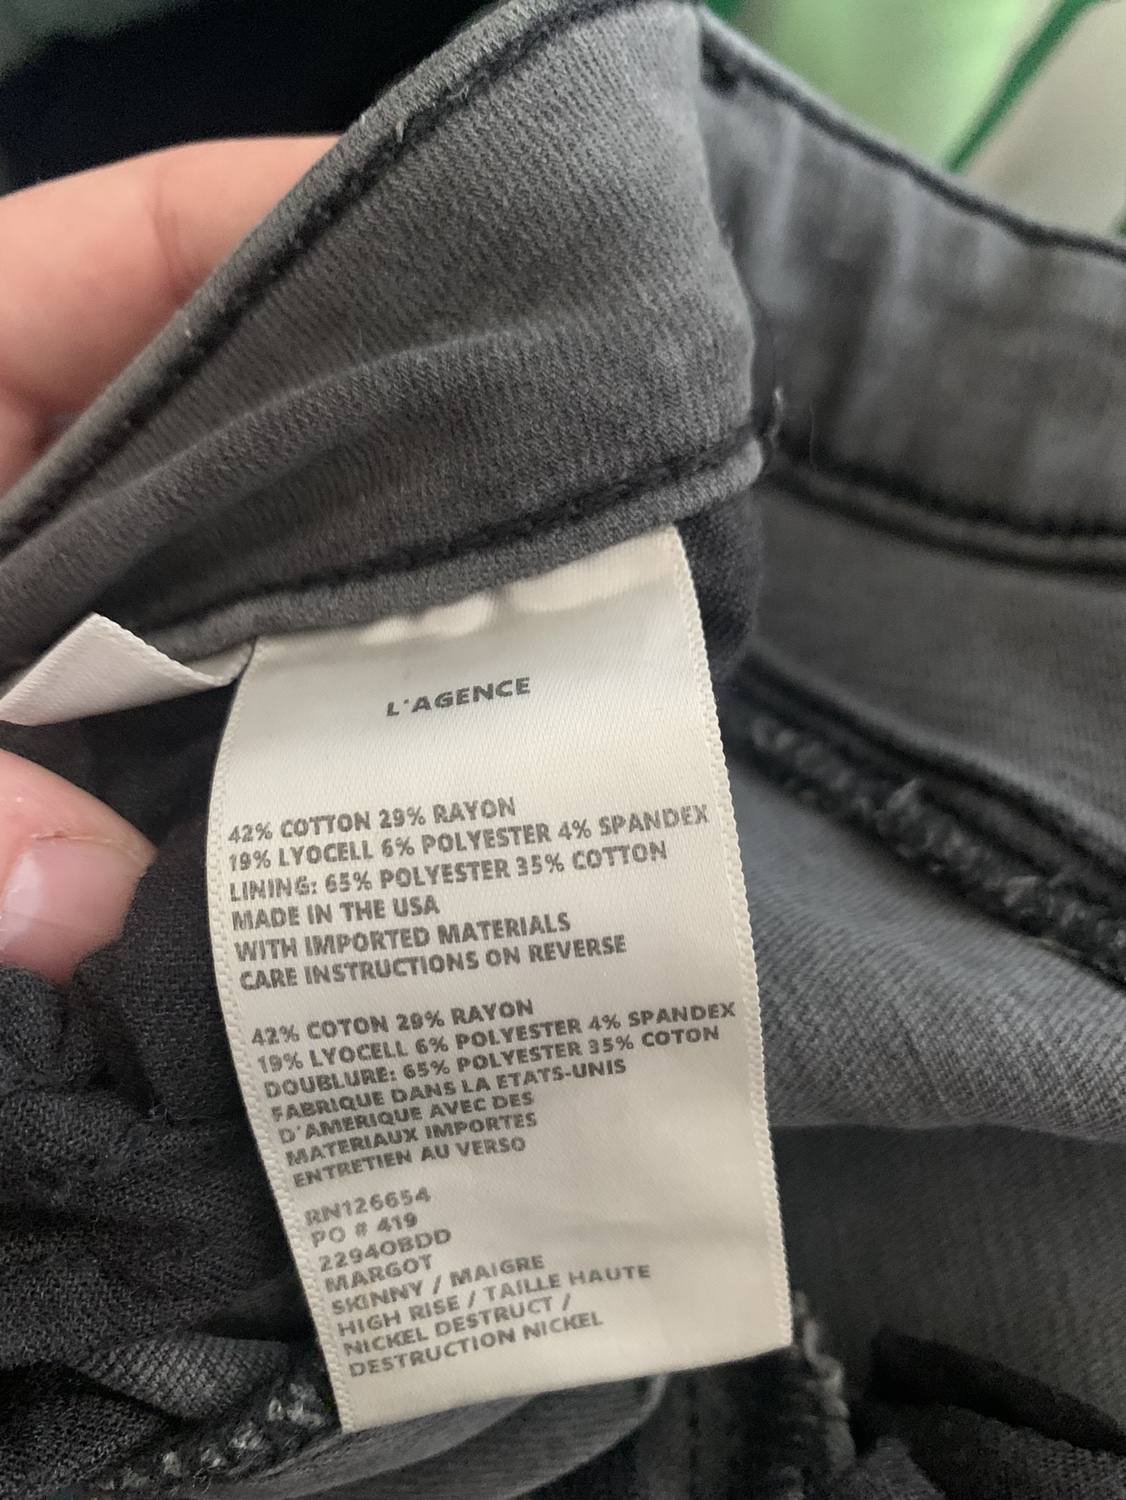 L'AGENCE
42% COTTON 29% RAYON
19% LYOCELL 6% POLYESTER 4% SPANDEX
LINING: 65% POLYESTER 35% COTTON
MADE IN THE USA
WITH IMPORTED MATERIALS
CARE INSTRUCTIONS ON REVERSE
42% COTON 29% RAYON
19% LYOCELL 6% POLYESTER 4% SPANDEX
DOUBLURE: 65% POLYESTER 35% COTON
FABRIQUE DANS LA ETATS-UNIS
D'AMERIQUE AVEC DES
MATERIAUX IMPORTES
ENTRETIEN AU VERSO
RN126654
PO # 419
2294OBDD
MARGOT
SKINNY / MAIGRE
HIGH RISE / TAILLE HAUTE
NICKEL DESTRUCT /
DESTRUCTION NICKEL